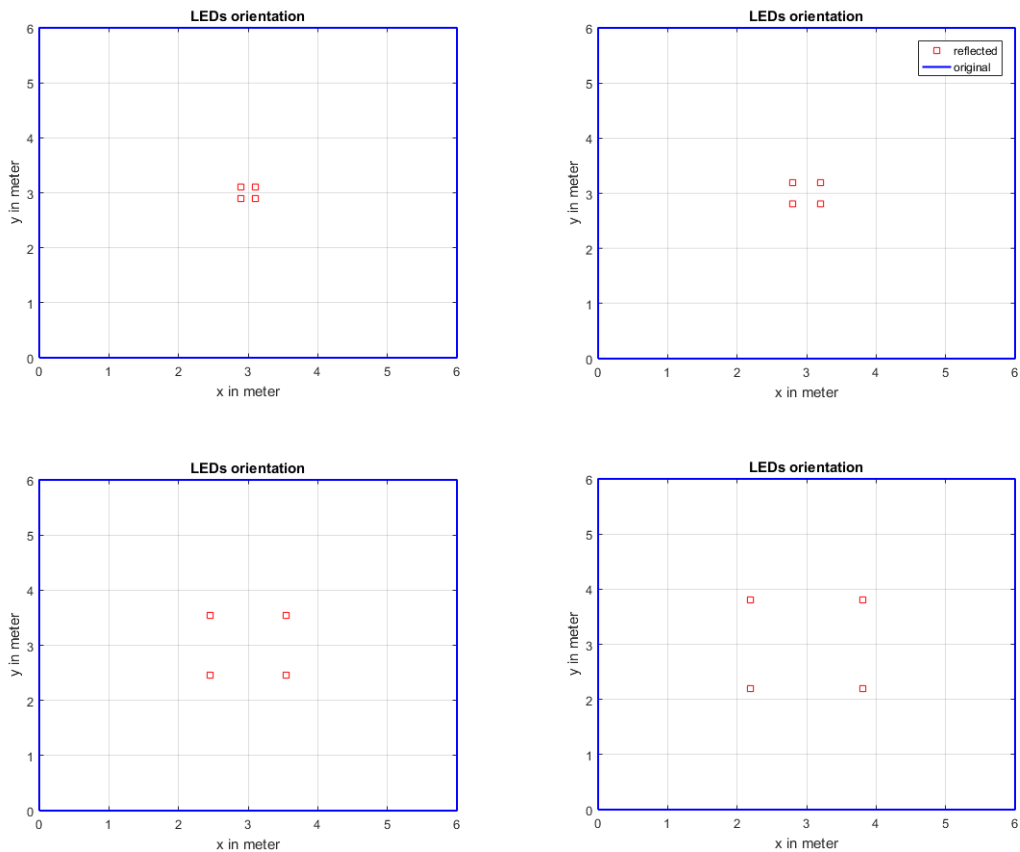 LEDs orientation
6
5
4
3
2
1
0
y in meter
0 1 2 3 4 5 6
x in meter
LEDs orientation
reflected
original
6
5
4
3
2
1
0
y in meter
0 1 2 3 4 5 6
x in meter
LEDs orientation
6
5
4
3
2
1
0
y in meter
0 1 2 3 4 5 6
x in meter
LEDs orientation
6
5
4
3
2
1
0
y in meter
0 1 2 3 4 5 6
x in meter